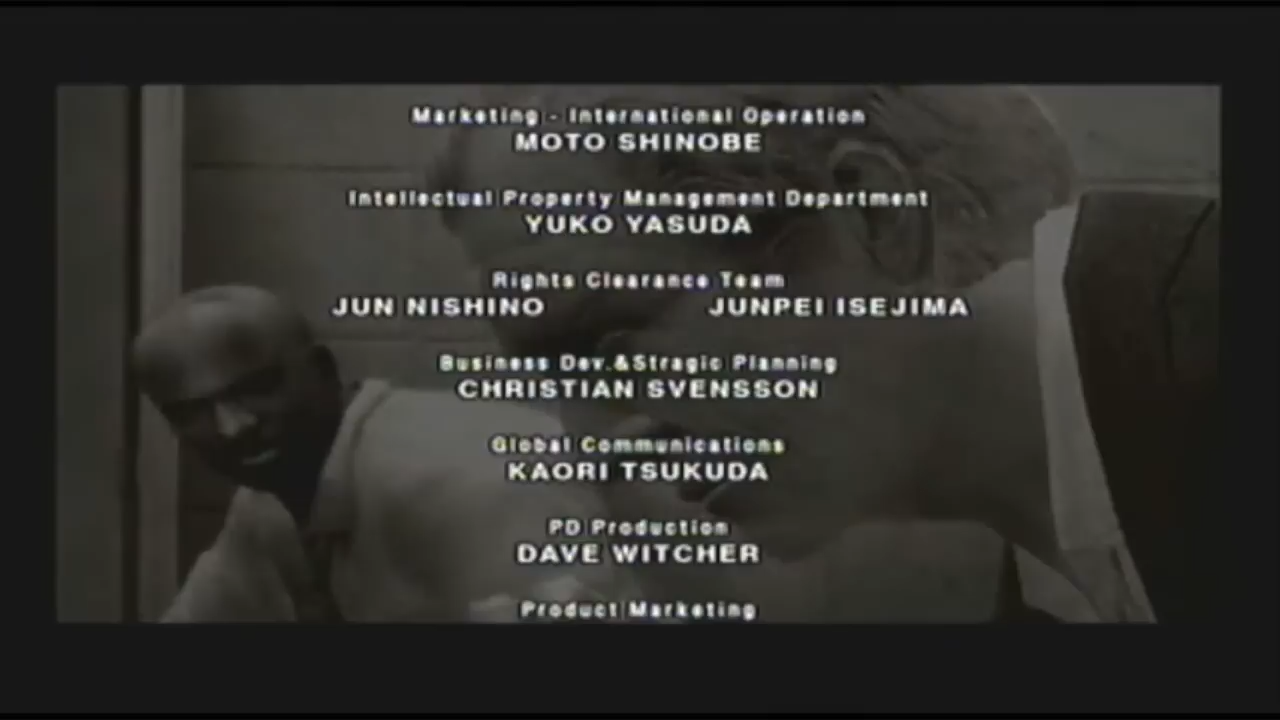 Marketing - International Operation
MOTO SHINOBE
Intellectual Property Management Department
YUKO YASUDA
Rights Clearance Team
JUN NISHINO JUNPEI ISEJIMA
Business Dev.&Stragic Planning
CHRISTIAN SVENSSON
Global Communications
KAORI TSUKUDA
PD Production
DAVE WITCHER
Product Marketing